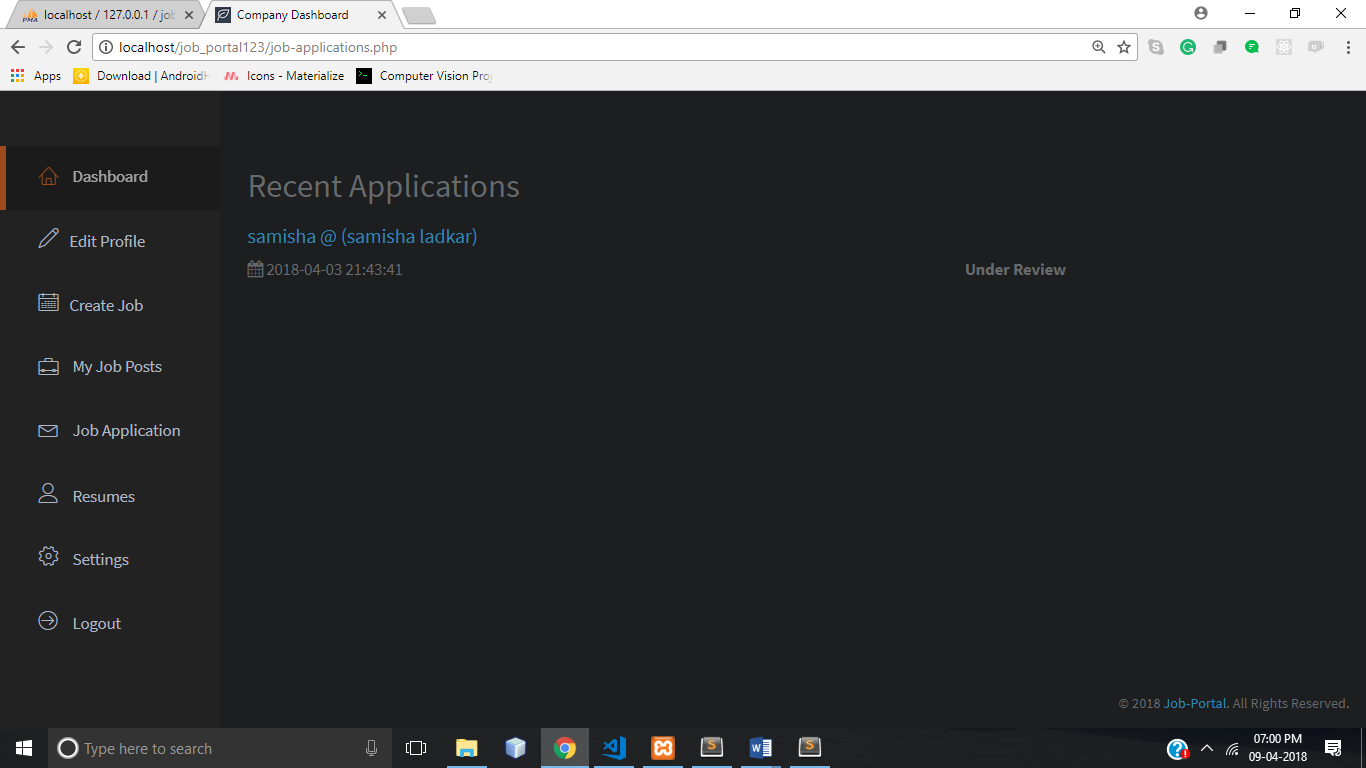 PMA localhost / 127.0.0.1 / job
Company Dashboard
localhost/job_portal123/job-applications.php
Apps
Download | AndroidH
Icons - Materialize
Computer Vision Proj
Dashboard
Edit Profile
Create Job
My Job Posts
Job Application
Resumes
Settings
Logout
Recent Applications
samisha @ (samisha ladkar)
2018-04-03 21:43:41
Under Review
© 2018 Job-Portal. All Rights Reserved.
Type here to search
07:00 PM
09-04-2018